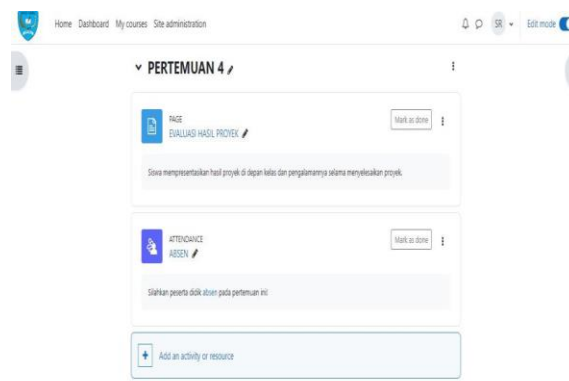 Home Dashboard My courses Site administration
SR Edit mode
PERTEMUAN 4
PAGE
EVALUASI HASIL PROYEK
Mark as done
Siswa mempresentasikan hasil proyek di depan kelas dan pengalamannya selama menyelesaikan proyek.
ATTENDANCE
ABSEN
Mark as done
Silahkan peserta didik absen pada pertemuan ini!
Add an activity or resource